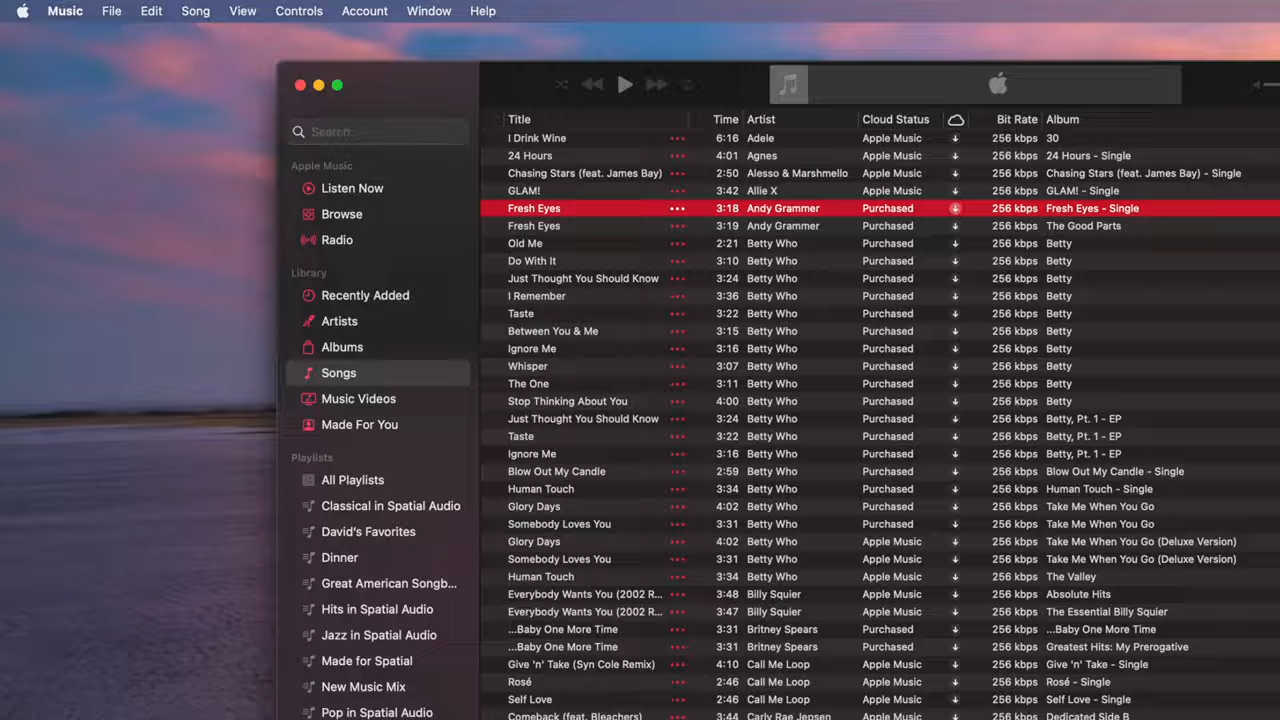 Music File Edit Song View Controls Account Window Help
Search
Apple Music
Listen Now
Browse
Radio
Library
Recently Added
Artists
Albums
Songs
Music Videos
Made For You
Playlists
All Playlists
Classical in Spatial Audio
David's Favorites
Dinner
Great American Songb...
Hits in Spatial Audio
Jazz in Spatial Audio
Made for Spatial
New Music Mix
Pop in Spatial Audio
Title Time Artist Cloud Status Bit Rate Album
I Drink Wine 6:16 Adele Apple Music 30
24 Hours 4:01 Agnes Apple Music 256 kbps 24 Hours - Single
Chasing Stars (feat. James Bay) 2:50 Alesso & Marshmello Apple Music 256 kbps Chasing Stars (feat. James Bay) - Single
GLAM! 3:42 Allie X Apple Music 256 kbps GLAM! - Single
Fresh Eyes 3:18 Andy Grammer Purchased 256 kbps Fresh Eyes - Single
Fresh Eyes 3:19 Andy Grammer Purchased 256 kbps The Good Parts
Old Me 2:21 Betty Who Purchased 256 kbps Betty
Do With It 3:10 Betty Who Purchased 256 kbps Betty
Just Thought You Should Know 3:24 Betty Who Purchased 256 kbps Betty
I Remember 3:36 Betty Who Purchased 256 kbps Betty
Taste 3:22 Betty Who Purchased 256 kbps Betty
Between You & Me 3:15 Betty Who Purchased 256 kbps Betty
Ignore Me 3:16 Betty Who Purchased 256 kbps Betty
Whisper 3:07 Betty Who Purchased 256 kbps Betty
The One 3:11 Betty Who Purchased 256 kbps Betty
Stop Thinking About You 4:00 Betty Who Purchased 256 kbps Betty
Just Thought You Should Know 3:24 Betty Who Purchased 256 kbps Betty, Pt. 1 - EP
Taste 3:22 Betty Who Purchased 256 kbps Betty, Pt. 1 - EP
Ignore Me 3:16 Betty Who Purchased 256 kbps Betty, Pt. 1 - EP
Blow Out My Candle 2:59 Betty Who Purchased 256 kbps Blow Out My Candle - Single
Human Touch 3:34 Betty Who Purchased 256 kbps Human Touch - Single
Glory Days 4:02 Betty Who Purchased 256 kbps Take Me When You Go
Somebody Loves You 3:31 Betty Who Purchased 256 kbps Take Me When You Go
Glory Days 4:02 Betty Who Apple Music 256 kbps Take Me When You Go (Deluxe Version)
Somebody Loves You 3:31 Betty Who Apple Music 256 kbps Take Me When You Go (Deluxe Version)
Human Touch 3:34 Betty Who Apple Music 256 kbps The Valley
Everybody Wants You (2002 R... 3:48 Billy Squier Apple Music 256 kbps Absolute Hits
Everybody Wants You (2002 R... 3:47 Billy Squier Apple Music 256 kbps The Essential Billy Squier
...Baby One More Time 3:31 Britney Spears Purchased 256 kbps ...Baby One More Time
...Baby One More Time 3:31 Britney Spears Purchased 256 kbps Greatest Hits: My Prerogative
Give 'n' Take (Syn Cole Remix) 4:10 Call Me Loop Apple Music 256 kbps Give 'n' Take - Single
Rosé 2:46 Call Me Loop Apple Music 256 kbps Rosé - Single
Self Love 2:46 Call Me Loop Apple Music 256 kbps Self Love - Single
Comeback (feat. Bleachers) 3:44 Carly Rae Jepsen Apple Music 256 kbps Dedicated Side B